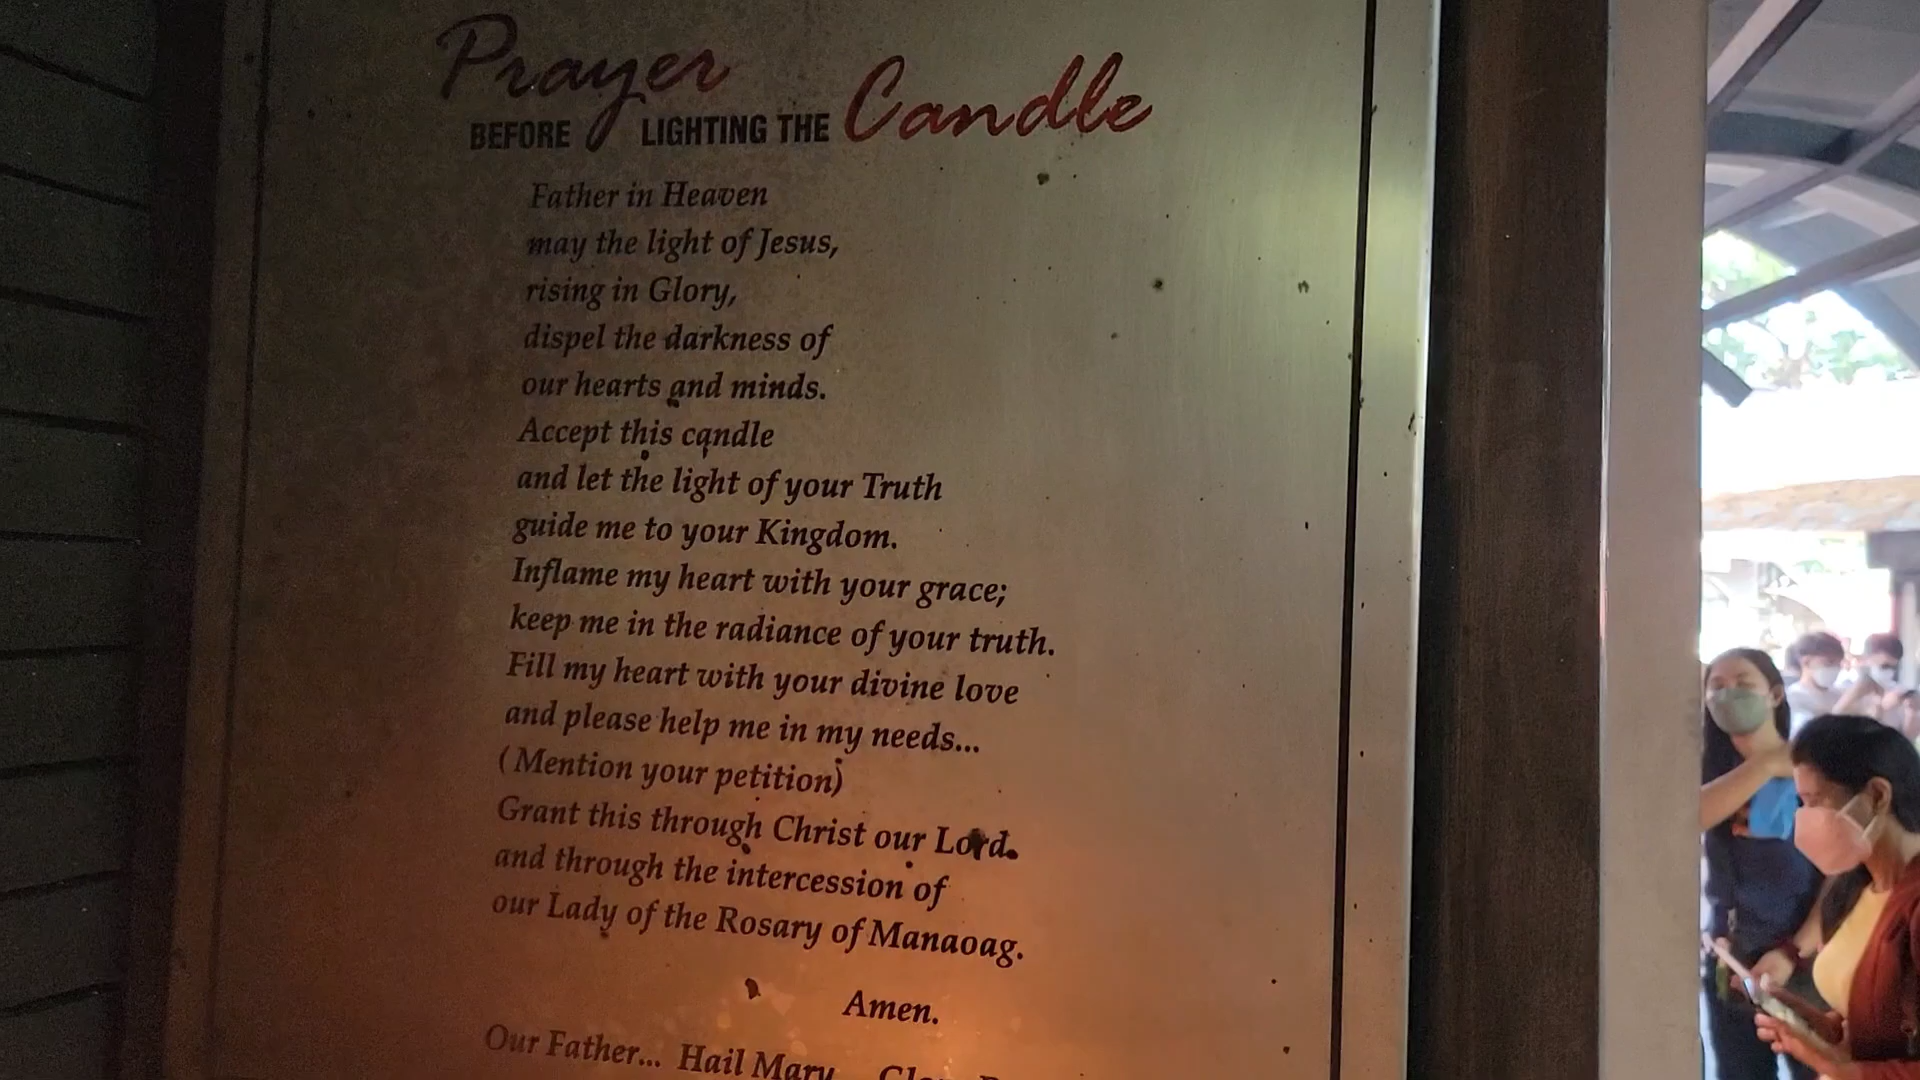 Prayer
BEFORE LIGHTING THE Candle
Father in Heaven
may the light of Jesus,
rising in Glory,
dispel the darkness of
our hearts and minds.
Accept this candle
and let the light of your Truth
guide me to your Kingdom.
Inflame my heart with your grace;
keep me in the radiance of your truth.
Fill my heart with your divine love
and please help me in my needs...
(Mention your petition)
Grant this through Christ our Lord.
and through the intercession of
our Lady of the Rosary of Manaoag.
Amen.
Our Father... Hail Mary